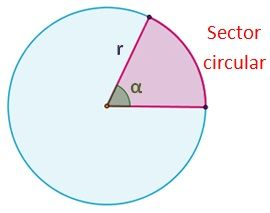 r
Sector
circular
α